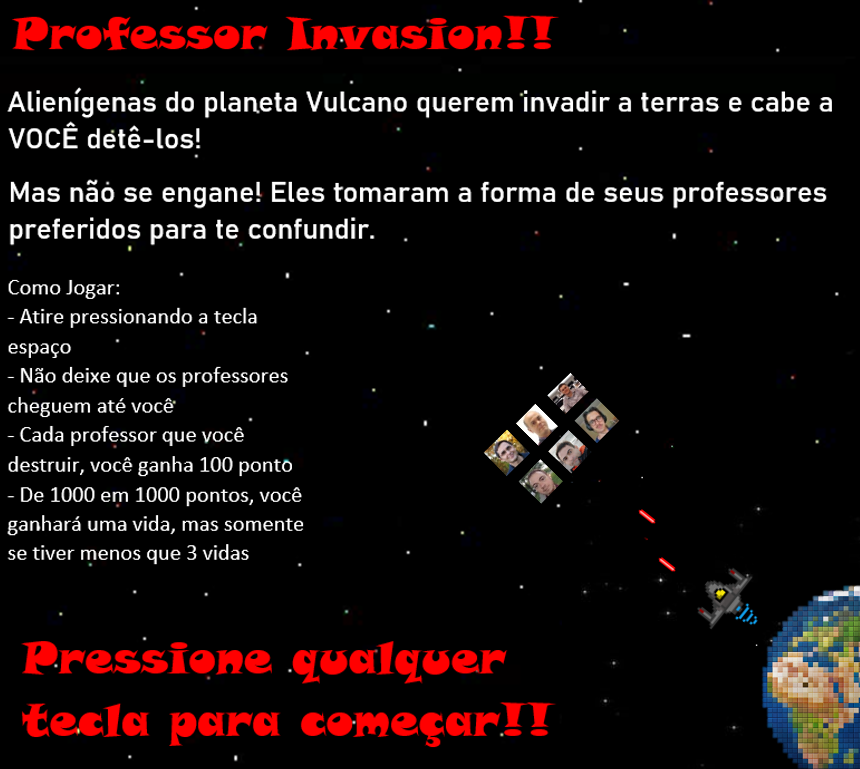 Professor Invasion!!
Alienígenas do planeta Vulcano querem invadir a terras e cabe a
VOCÊ detê-los!
Mas não se engane! Eles tomaram a forma de seus professores
preferidos para te confundir.
Como Jogar:
- Atire pressionando a tecla
espaço
- Não deixe que os professores
cheguem até você
- Cada professor que você
destruir, você ganha 100 ponto
- De 1000 em 1000 pontos, você
ganhará uma vida, mas somente
se tiver menos que 3 vidas
Pressione qualquer
tecla para começar!!